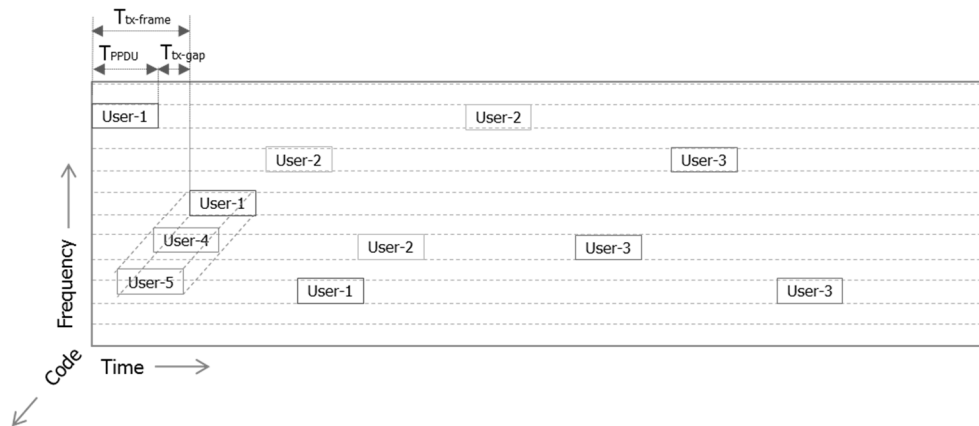 Ttx-frame
TPPDU Ttx-gap
User-1 User-2
User-2 User-3
User-1
User-4 User-2 User-3
User-5 User-1 User-3
Frequency
Time
Code